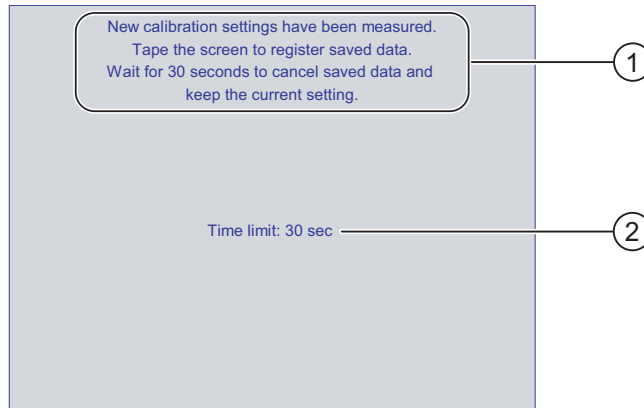 New calibration settings have been measured.
Tape the screen to register saved data.
Wait for 30 seconds to cancel saved data and
keep the current setting.
1
Time limit: 30 sec
2